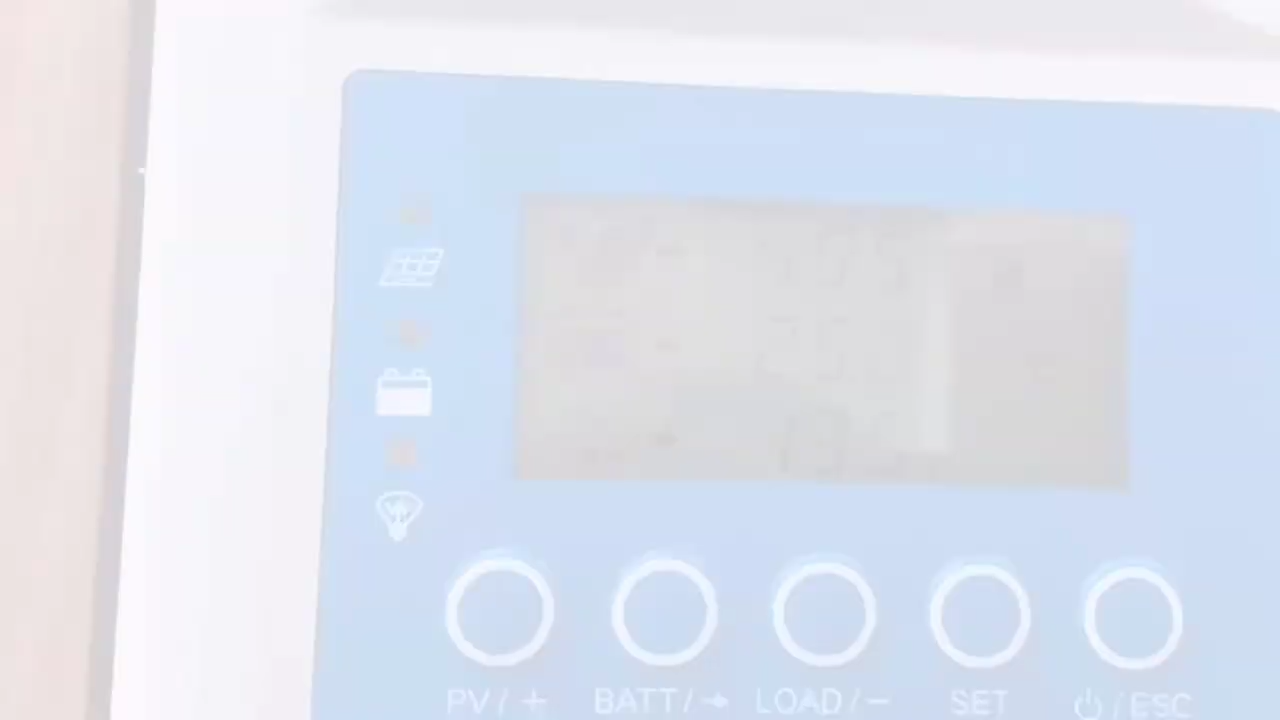 PV / + BATT / → LOAD / − SET ⏻ / ESC